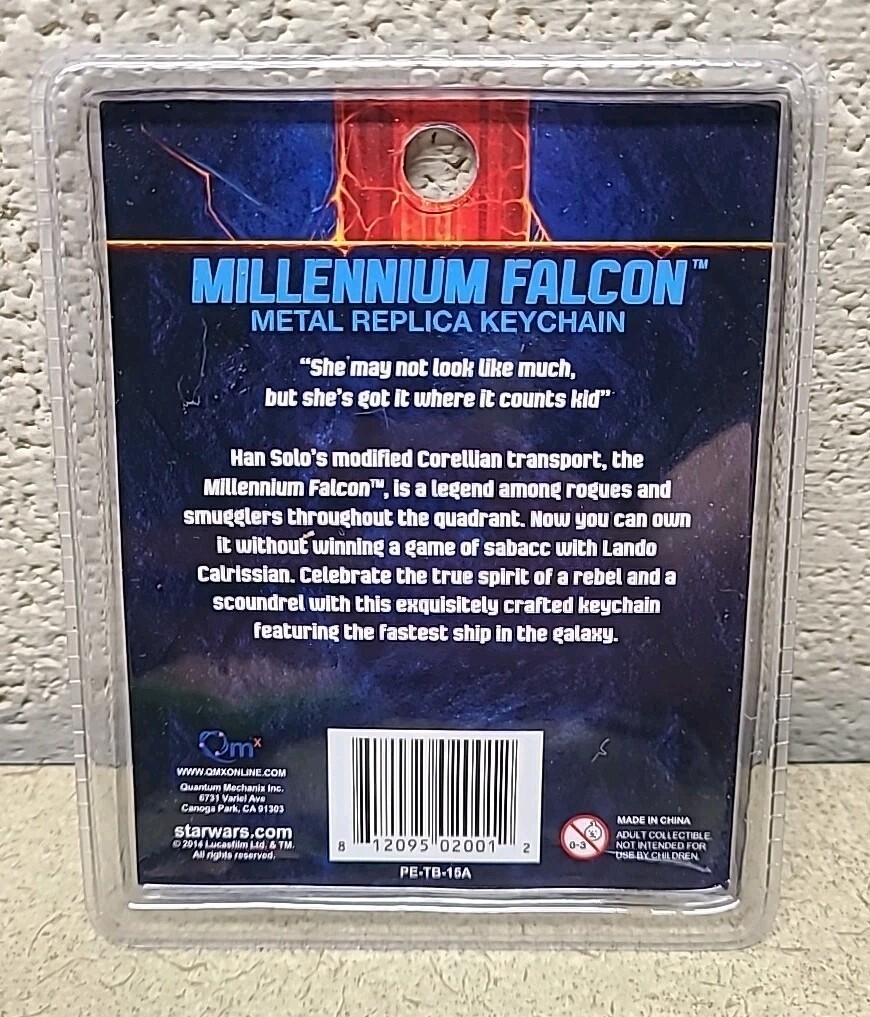 MILLENNIUM FALCON™
METAL REPLICA KEYCHAIN
“She may not look like much,
but she’s got it where it counts kid”
Han Solo’s modified Corellian transport, the
Millennium Falcon™, is a legend among rogues and
smugglers throughout the quadrant. Now you can own
it without winning a game of sabacc with Lando
Calrissian. Celebrate the true spirit of a rebel and a
scoundrel with this exquisitely crafted keychain
featuring the fastest ship in the galaxy.
Qmx
WWW.QMXONLINE.COM
Quantum Mechanix Inc.
6731 Variel Ave
Canoga Park, CA 91303
starwars.com
© 2014 Lucasfilm Ltd. & TM.
All rights reserved.
8 12095 02001 2
PE-TB-15A
0-3
MADE IN CHINA
ADULT COLLECTIBLE
NOT INTENDED FOR
USE BY CHILDREN